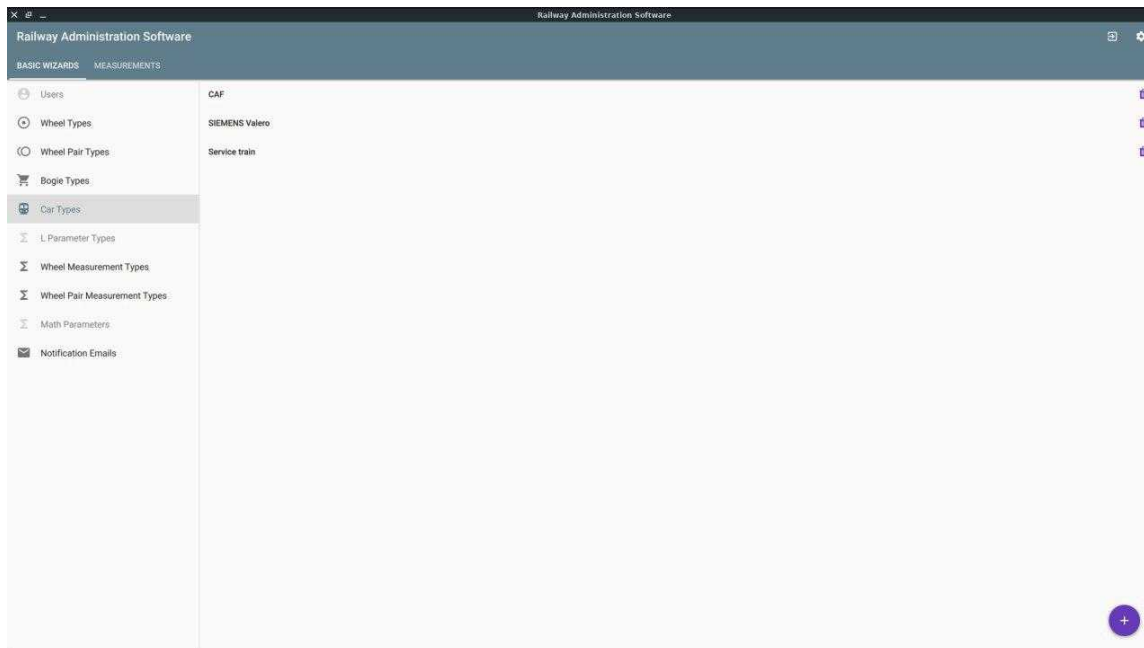 Railway Administration Software
Railway Administration Software
BASIC WIZARDS MEASUREMENTS
Users
Wheel Types
Wheel Pair Types
Bogie Types
Car Types
L Parameter Types
Wheel Measurement Types
Wheel Pair Measurement Types
Math Parameters
Notification Emails
CAF
SIEMENS Valero
Service train